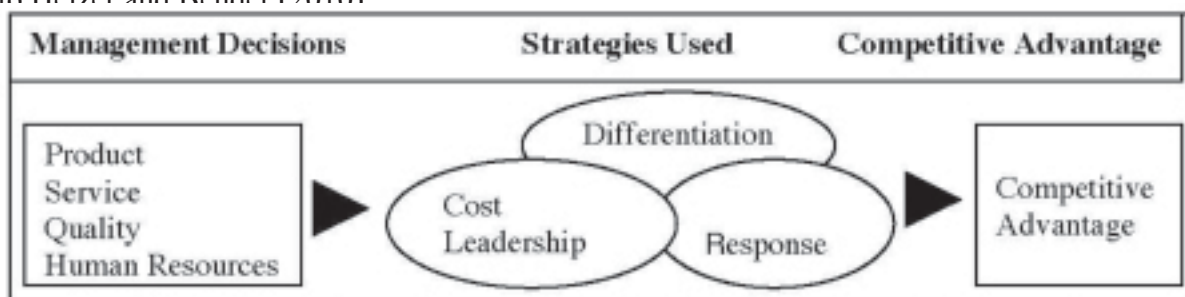 Management Decisions Strategies Used Competitive Advantage
Product
Service
Quality
Human Resources
Differentiation
Cost
Leadership
Response
Competitive
Advantage